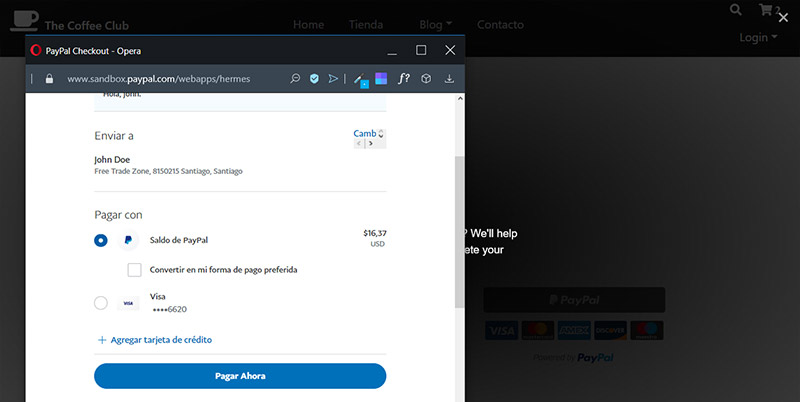 The Coffee Club
Home Tienda Blog Contacto
2
Login
PayPal Checkout - Opera
www.sandbox.paypal.com/webapps/hermes
f?
Hola, John.
Enviar a
Camb
John Doe
Free Trade Zone, 8150215 Santiago, Santiago
Pagar con
Saldo de PayPal
$16,37
USD
Convertir en mi forma de pago preferida
VISA
Visa
••••6620
+ Agregar tarjeta de crédito
Pagar Ahora
? We'll help
ete your
PayPal
VISA AMEX DISCOVER
Powered by PayPal